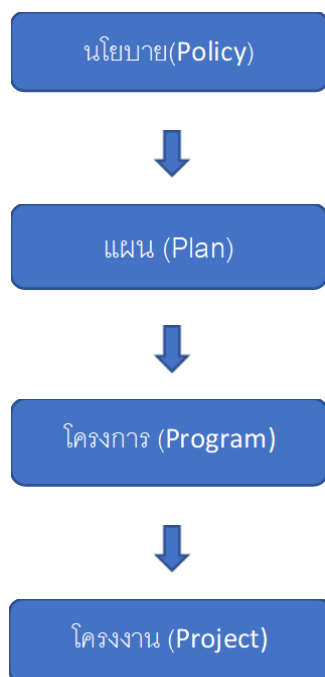 นโยบาย(Policy)
แผน (Plan)
โครงการ (Program)
โครงงาน (Project)